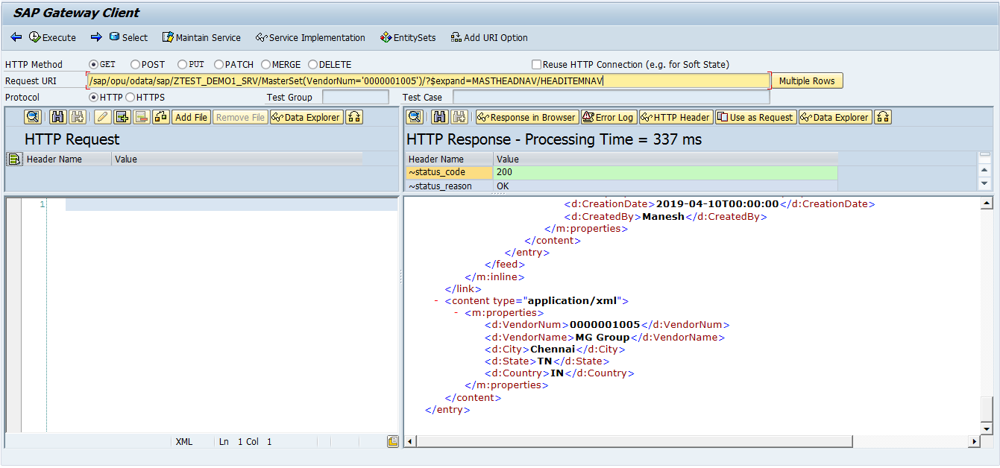 SAP Gateway Client
Execute Select Maintain Service Service Implementation EntitySets Add URI Option
HTTP Method GET POST PUT PATCH MERGE DELETE Reuse HTTP Connection (e.g. for Soft State)
Request URI /sap/opu/odata/sap/ZTEST_DEMO1_SRV/MasterSet(VendorNum='0000001005')/?$expand=MASTHEADNAV/HEADITEMNAV Multiple Rows
Protocol HTTP HTTPS Test Group Test Case
Add File Remove File Data Explorer
HTTP Request
Header Name Value
1
XML Ln 1 Col 1
Response in Browser Error Log HTTP Header Use as Request Data Explorer
HTTP Response - Processing Time = 337 ms
Header Name Value
~status_code 200
~status_reason OK
<d:CreationDate>2019-04-10T00:00:00</d:CreationDate>
<d:CreatedBy>Manesh</d:CreatedBy>
</m:properties>
</content>
</entry>
</feed>
</m:inline>
</link>
- <content type="application/xml">
- <m:properties>
<d:VendorNum>0000001005</d:VendorNum>
<d:VendorName>MG Group</d:VendorName>
<d:City>Chennai</d:City>
<d:State>TN</d:State>
<d:Country>IN</d:Country>
</m:properties>
</content>
</entry>